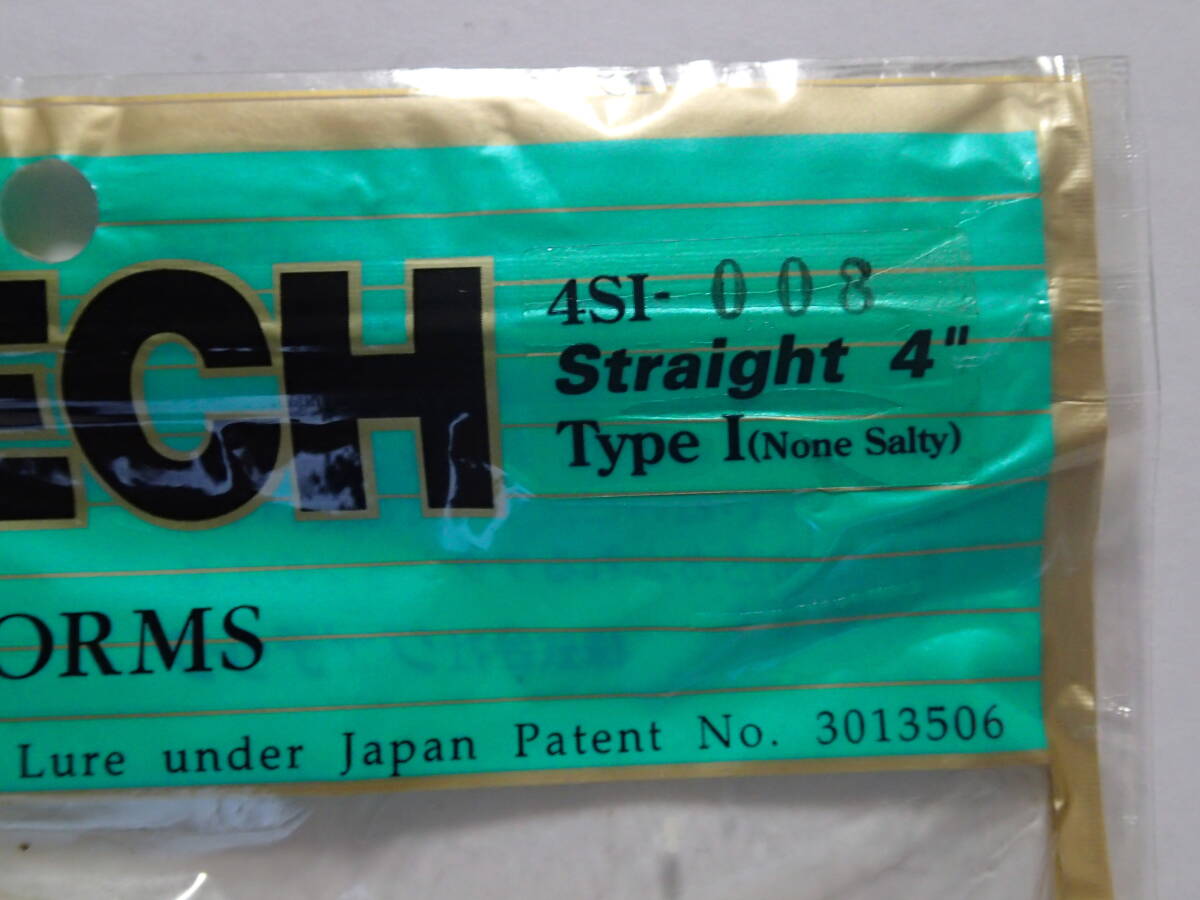 ECH
4SI- 008
Straight 4"
Type I(None Salty)
ORMS
Lure under Japan Patent No. 3013506